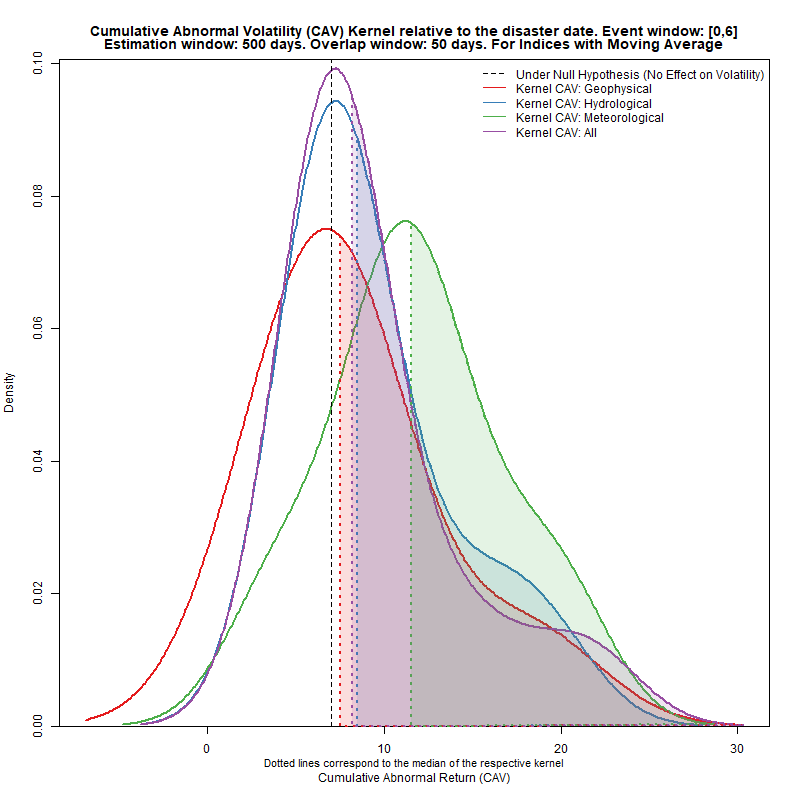 Cumulative Abnormal Volatility (CAV) Kernel relative to the disaster date. Event window: [0,6]
Estimation window: 500 days. Overlap window: 50 days. For Indices with Moving Average
Under Null Hypothesis (No Effect on Volatility)
Kernel CAV: Geophysical
Kernel CAV: Hydrological
Kernel CAV: Meteorological
Kernel CAV: All
Density
0.10
0.08
0.06
0.04
0.02
0.00
0 10 20 30
Dotted lines correspond to the median of the respective kernel
Cumulative Abnormal Return (CAV)